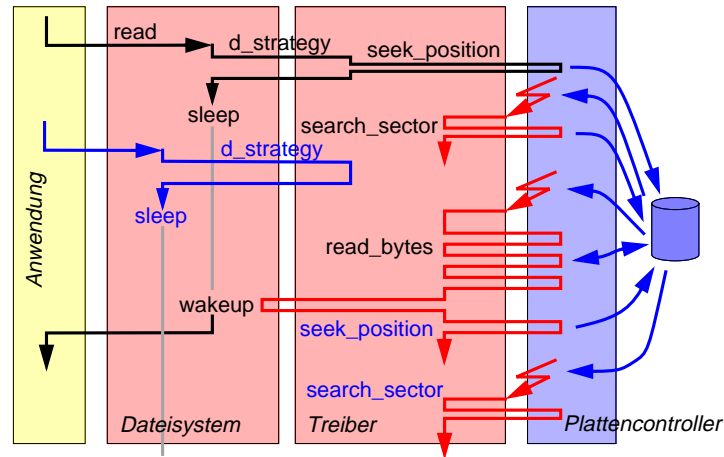 read
d_strategy
seek_position
sleep
search_sector
d_strategy
sleep
read_bytes
wakeup
seek_position
search_sector
Anwendung
Dateisystem
Treiber
Plattencontroller